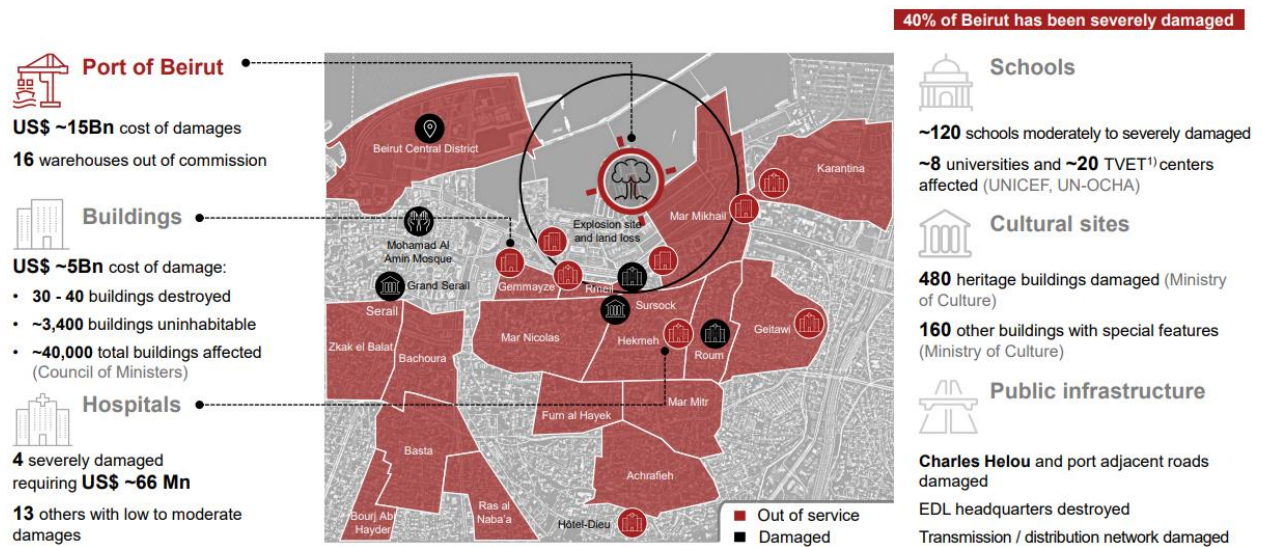 40% of Beirut has been severely damaged
Port of Beirut
US$ ~15Bn cost of damages
16 warehouses out of commission
Buildings
US$ ~5Bn cost of damage:
• 30 - 40 buildings destroyed
• ~3,400 buildings uninhabitable
• ~40,000 total buildings affected
(Council of Ministers)
Hospitals
4 severely damaged
requiring US$ ~66 Mn
13 others with low to moderate
damages
Beirut Central District
Karantina
Mar Mikhail
Explosion site
and land loss
Mohamad Al
Amin Mosque
Grand Serail
Gemmayze
Rmeil
Serail
Sursock
Zkak el Balat
Bachoura
Mar Nicolas
Hekmeh
Roum
Geitawi
Furn al Hayek
Mar Mitr
Basta
Achrafieh
Bourj Abi
Hayder
Ras al
Naba'a
Hôtel-Dieu
Out of service
Damaged
Schools
~120 schools moderately to severely damaged
~8 universities and ~20 TVET1) centers
affected (UNICEF, UN-OCHA)
Cultural sites
480 heritage buildings damaged (Ministry
of Culture)
160 other buildings with special features
(Ministry of Culture)
Public infrastructure
Charles Helou and port adjacent roads
damaged
EDL headquarters destroyed
Transmission / distribution network damaged